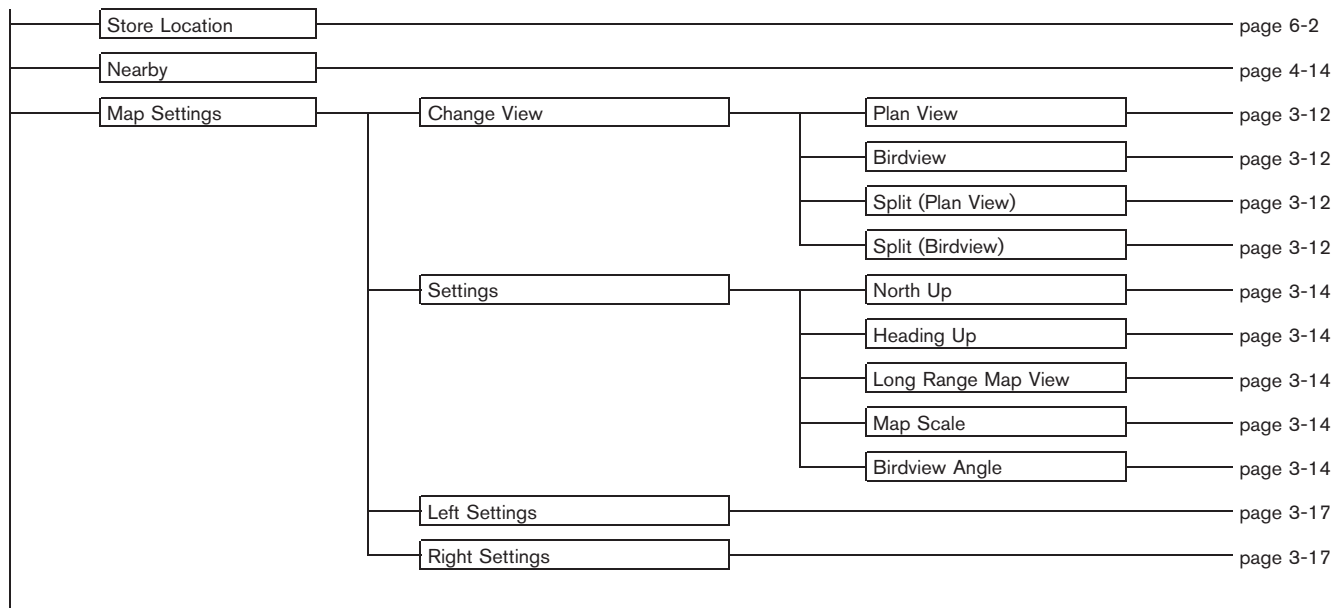 Store Location page 6-2
Nearby page 4-14
Map Settings Change View Plan View page 3-12
Birdview page 3-12
Split (Plan View) page 3-12
Split (Birdview) page 3-12
Settings North Up page 3-14
Heading Up page 3-14
Long Range Map View page 3-14
Map Scale page 3-14
Birdview Angle page 3-14
Left Settings page 3-17
Right Settings page 3-17